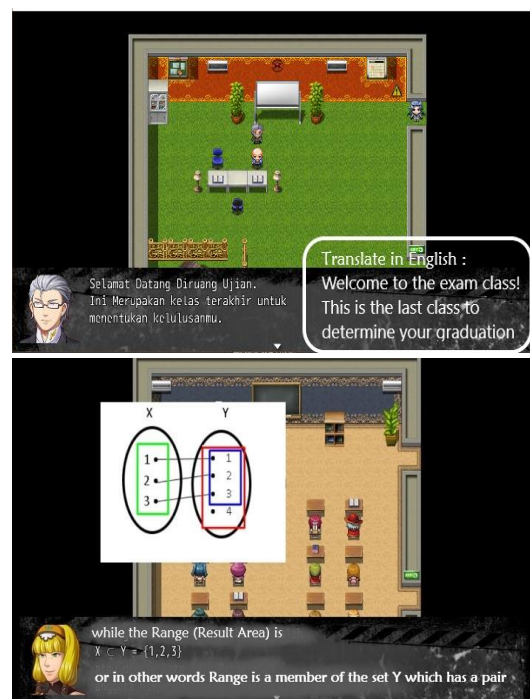 Selamat Datang Diruang Ujian.
Ini Merupakan kelas terakhir untuk
menentukan kelulusanmu.
Translate in English :
Welcome to the exam class!
This is the last class to
determine your graduation
X Y
1 1
2 2
3 3
4
while the Range (Result Area) is
X ⊂ Y = {1,2,3}
or in other words Range is a member of the set Y which has a pair